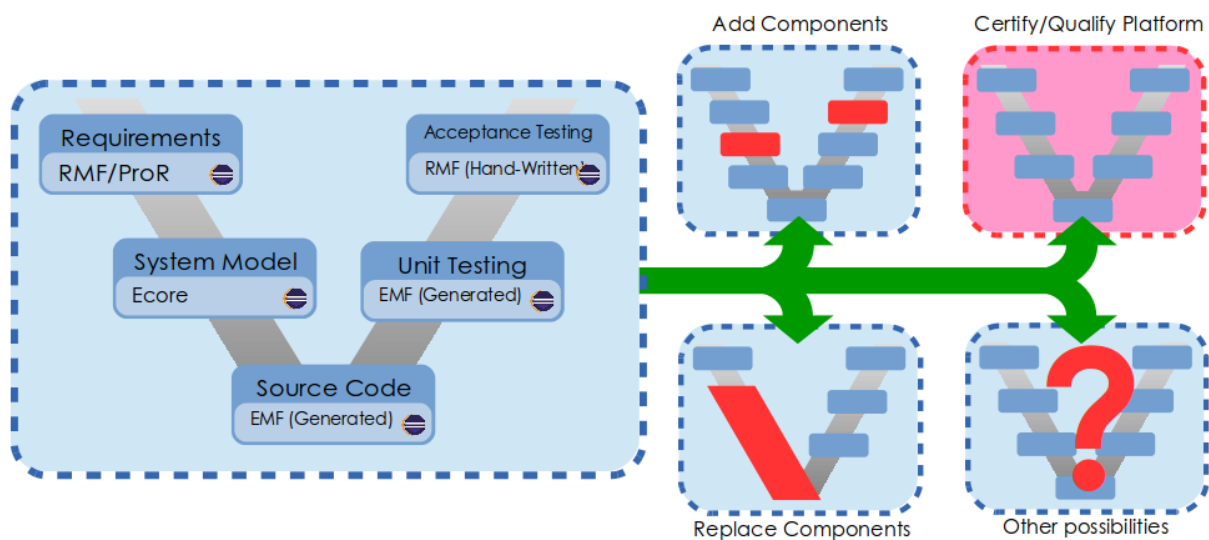 Add Components
Certify/Qualify Platform
Requirements
RMF/ProR
Acceptance Testing
RMF (Hand-Written)
System Model
Ecore
Unit Testing
EMF (Generated)
Source Code
EMF (Generated)
Replace Components
Other possibilities
?